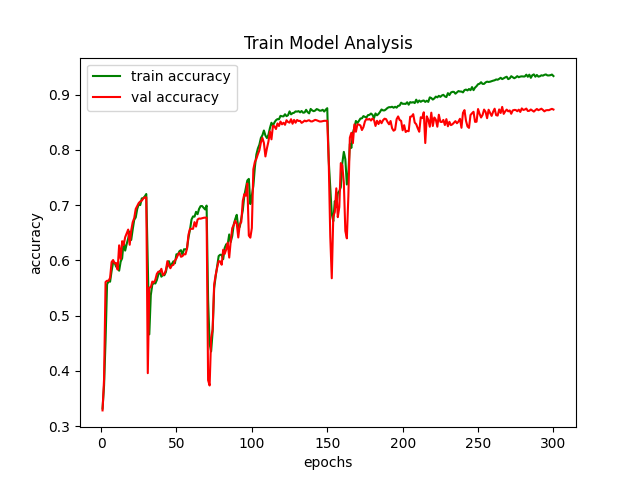 Train Model Analysis
train accuracy
val accuracy
accuracy
0.9
0.8
0.7
0.6
0.5
0.4
0.3
0 50 100 150 200 250 300
epochs